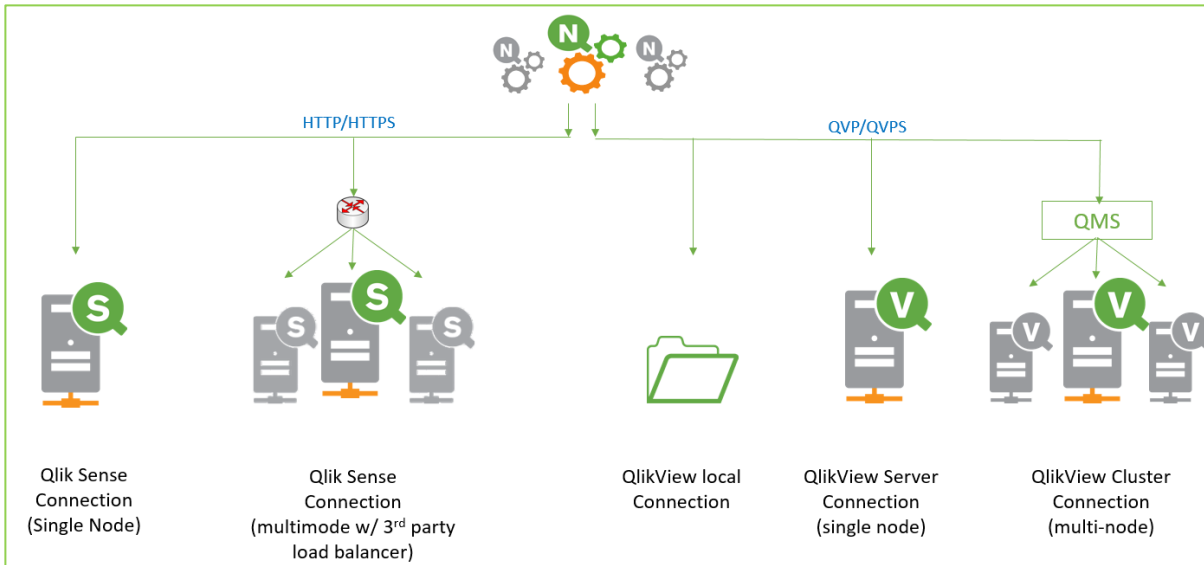 N
N
N
HTTP/HTTPS
QVP/QVPS
QMS
S
S
S
S
V
V
V
V
Qlik Sense
Connection
(Single Node)
Qlik Sense
Connection
(multimode w/ 3rd party
load balancer)
QlikView local
Connection
QlikView Server
Connection
(single node)
QlikView Cluster
Connection
(multi-node)